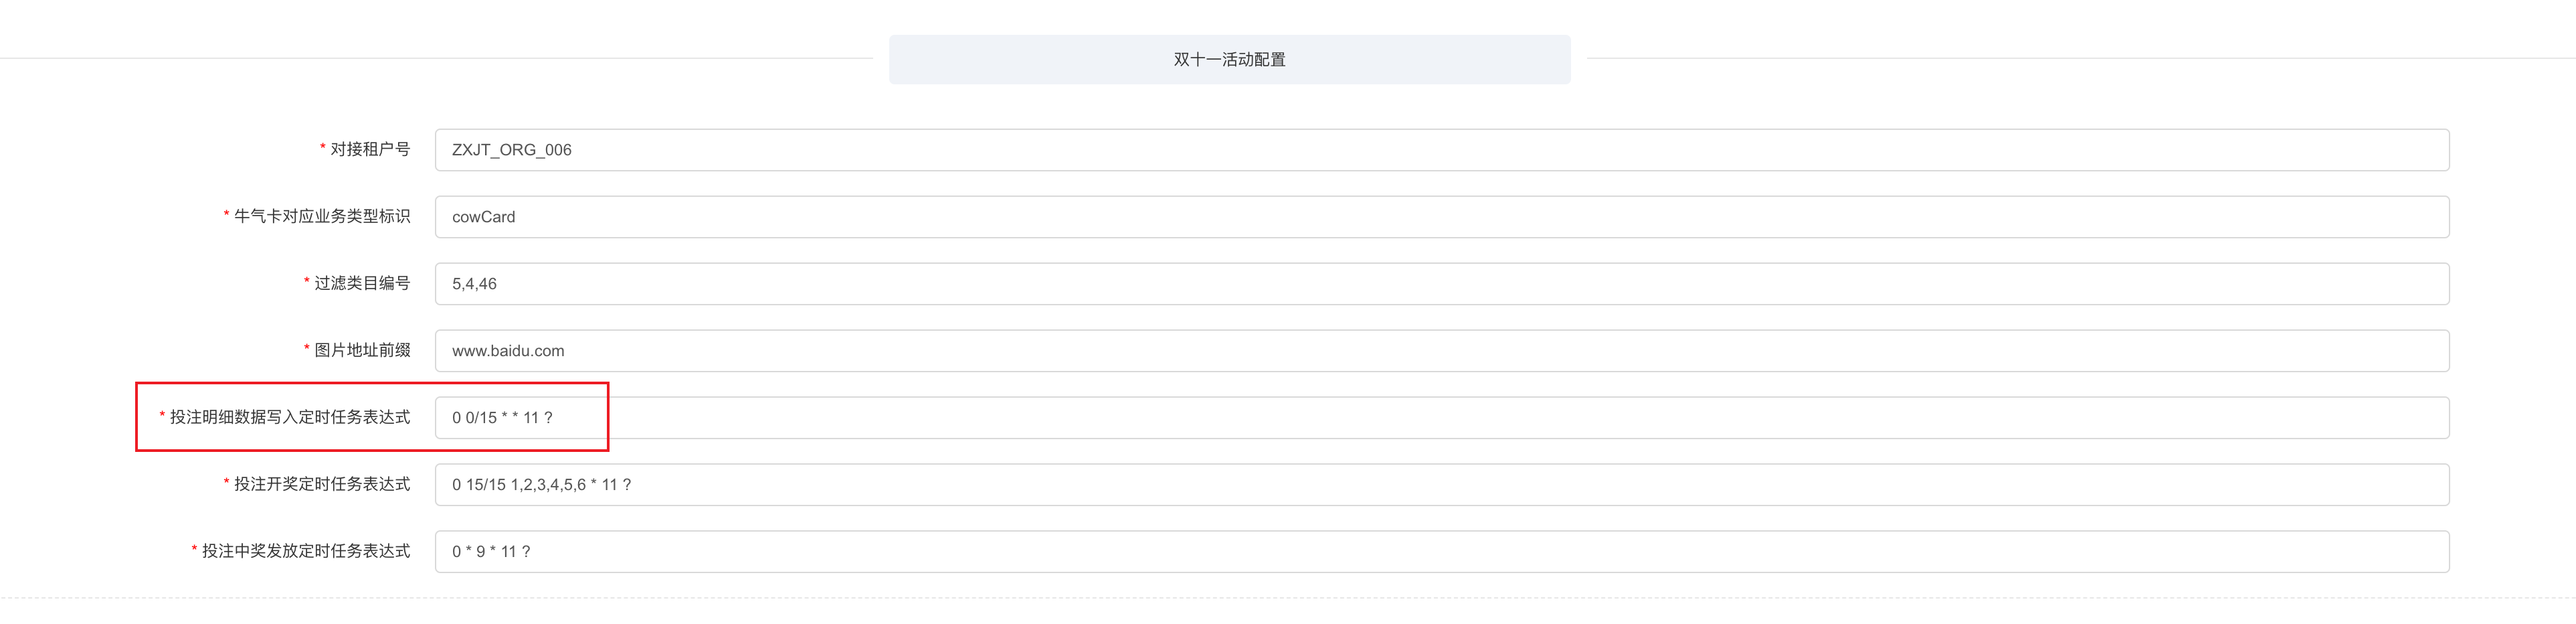 双十一活动配置
* 对接租户号 ZXJT_ORG_006
* 牛气卡对应业务类型标识 cowCard
* 过滤类目编号 5,4,46
* 图片地址前缀 www.baidu.com
* 投注明细数据写入定时任务表达式 0 0/15 * * 11 ?
* 投注开奖定时任务表达式 0 15/15 1,2,3,4,5,6 * 11 ?
* 投注中奖发放定时任务表达式 0 * 9 * 11 ?